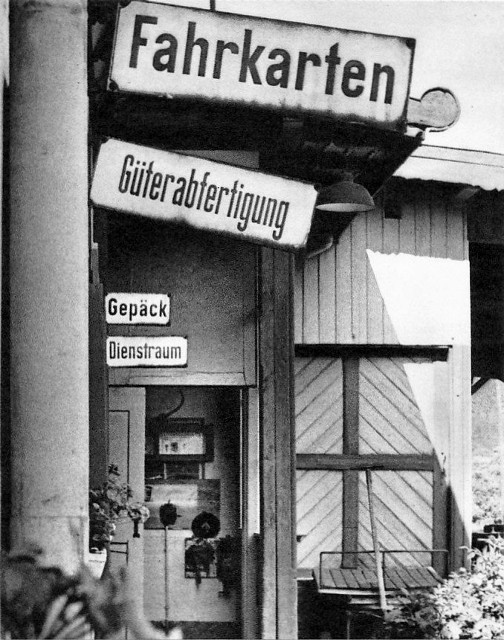 Fahrkarten
Güterabfertigung
Gepäck
Dienstraum